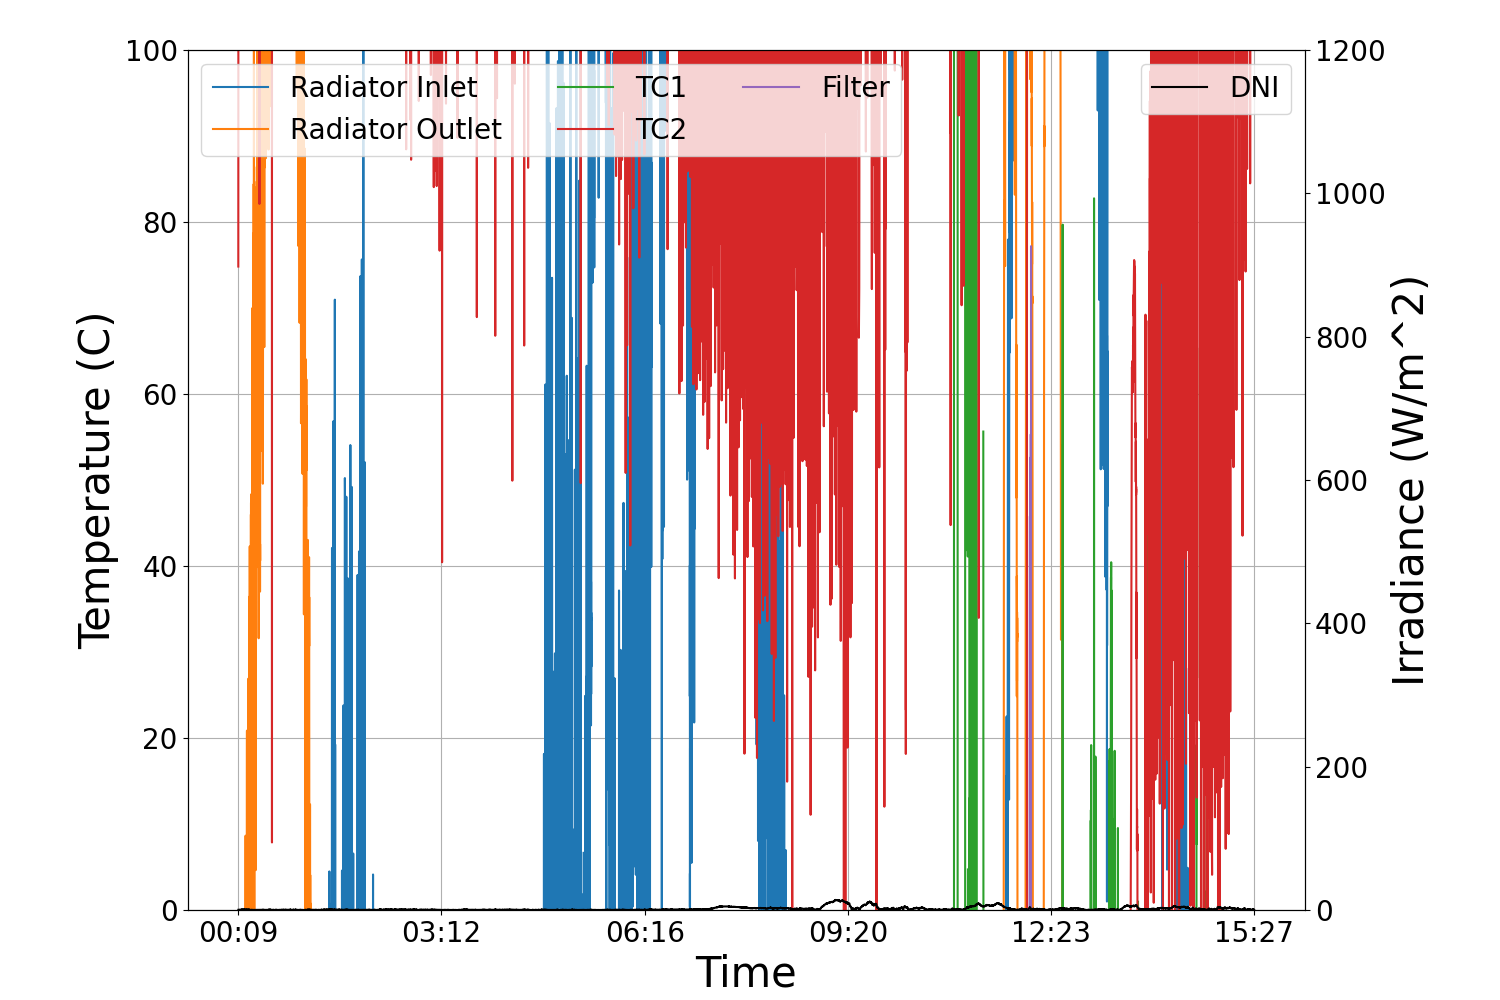 100
80
60
40
20
0
Temperature (C)
Radiator Inlet
Radiator Outlet
TC1
TC2
Filter
DNI
1200
1000
800
600
400
200
0
Irradiance (W/m^2)
00:09
03:12
06:16
09:20
12:23
15:27
Time